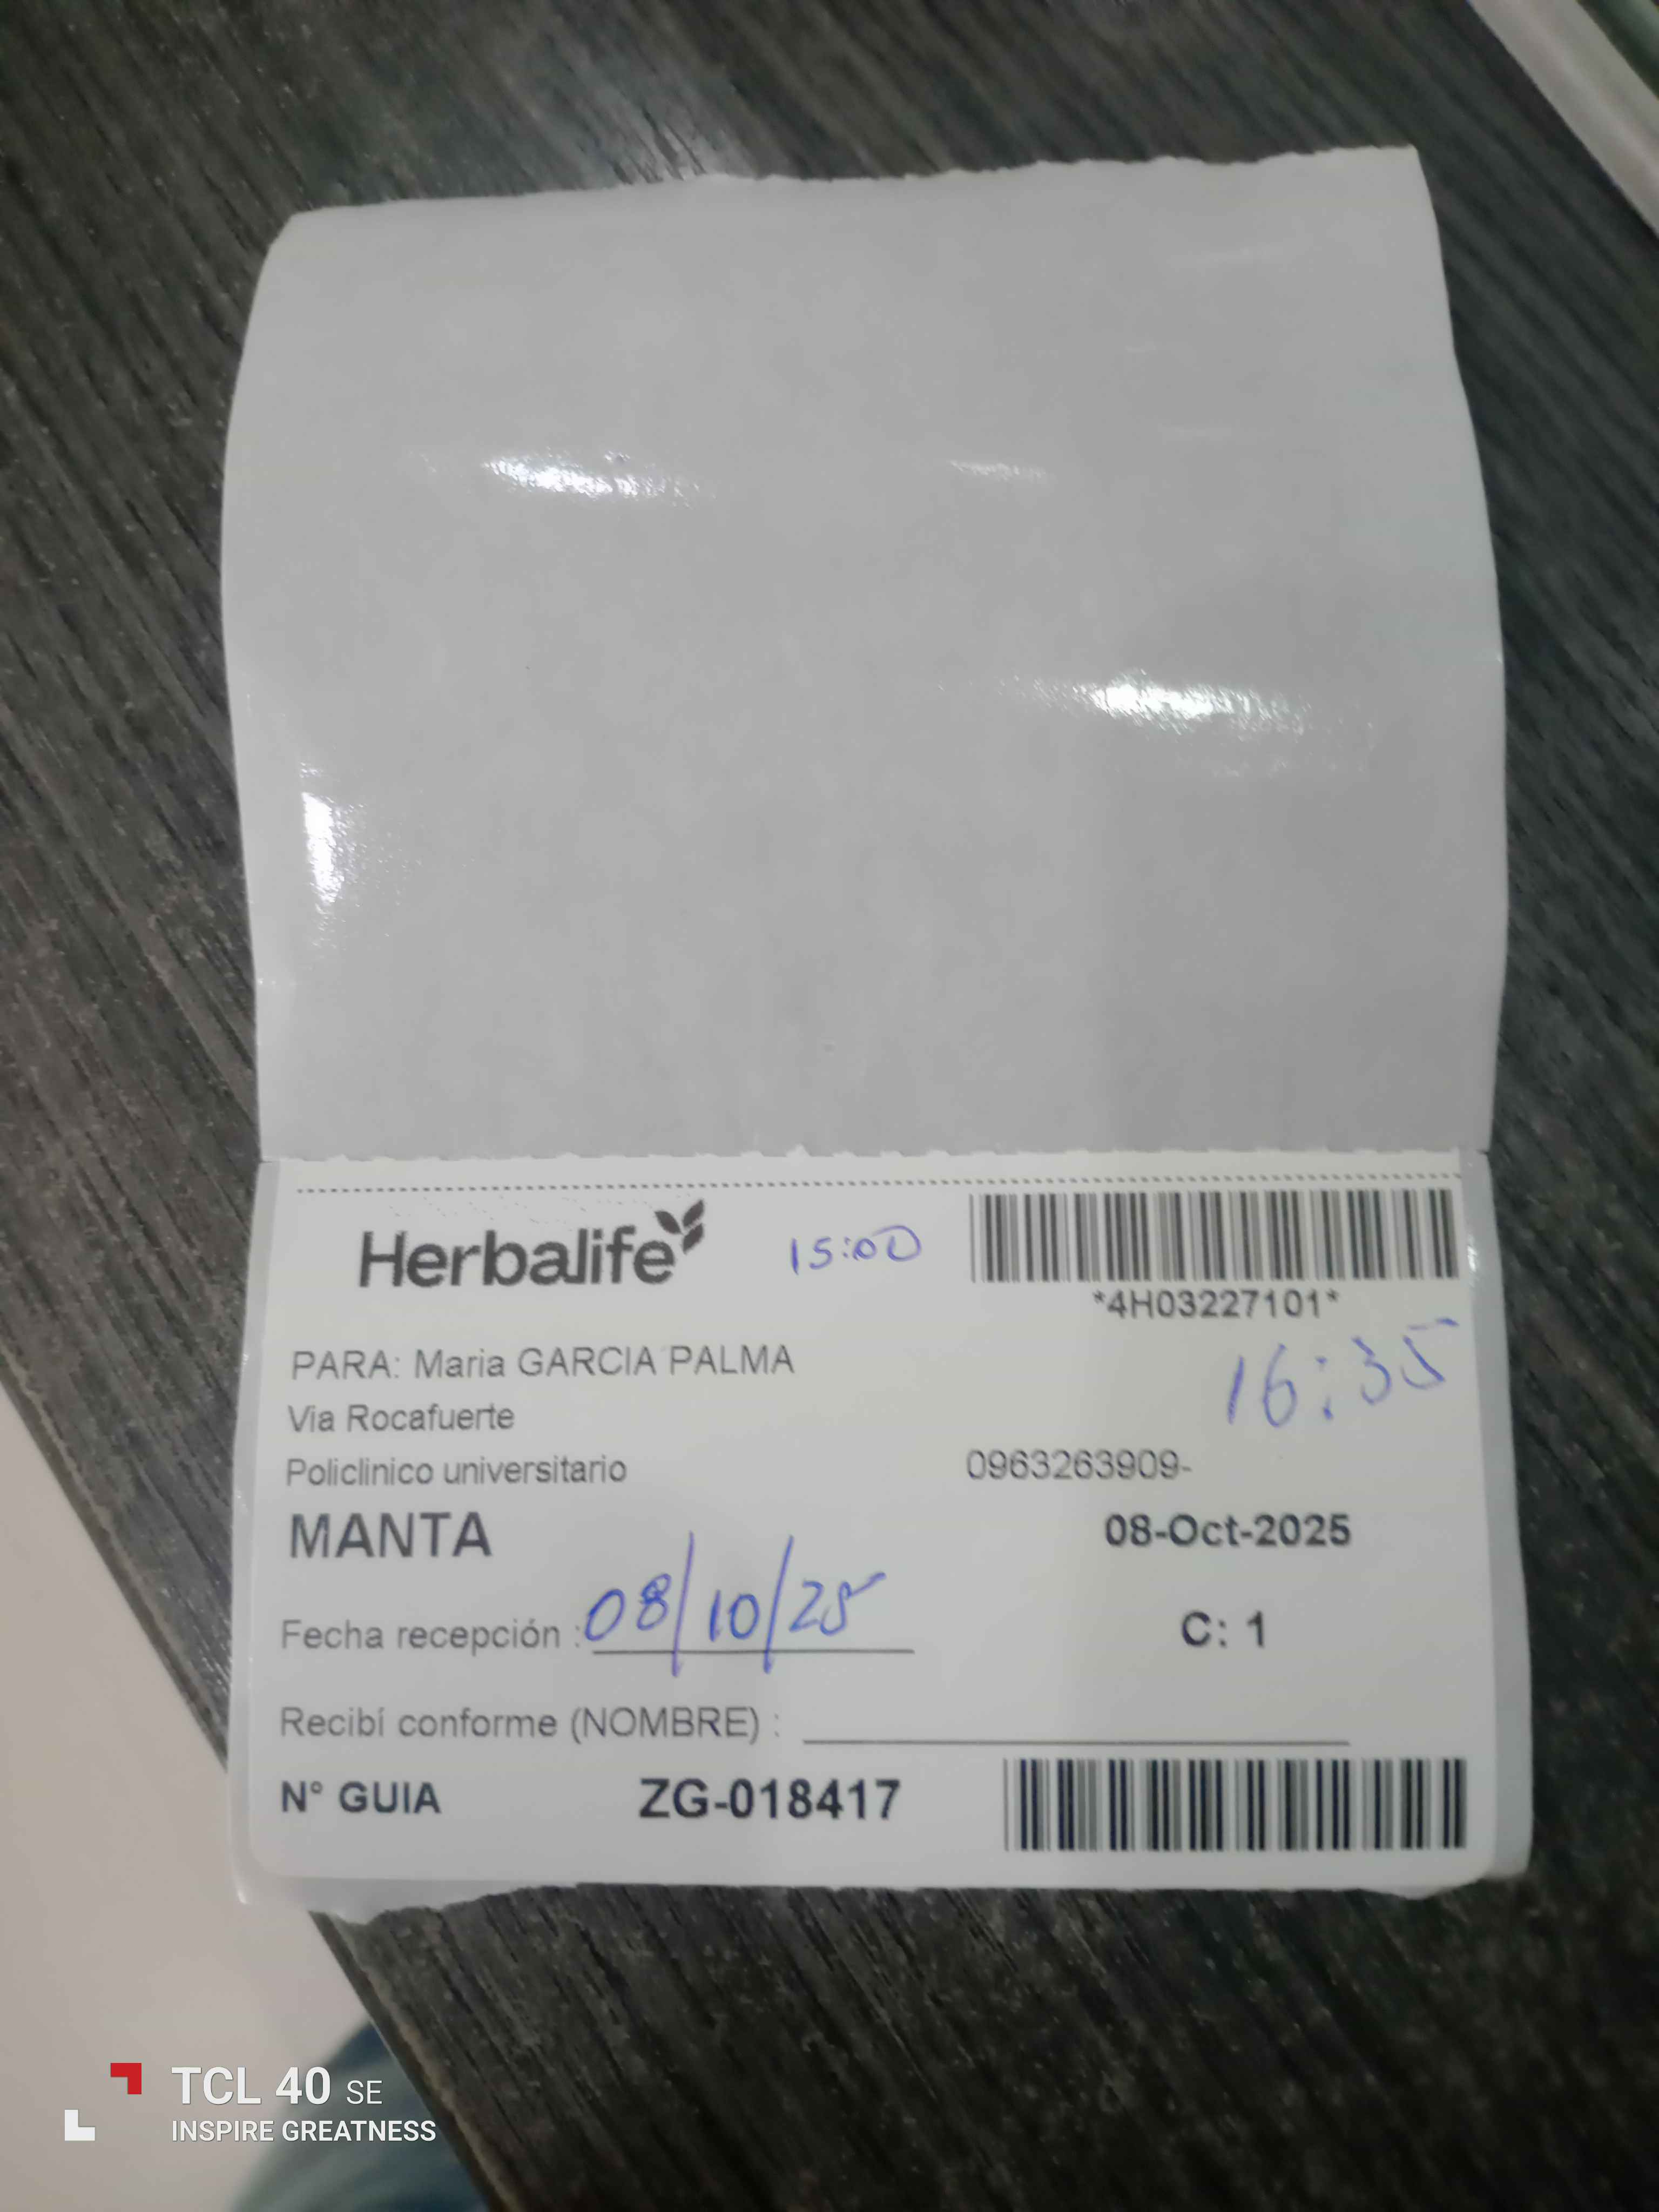 Herbalife
15:00
*4H03227101*
PARA: Maria GARCIA PALMA
16:35
Via Rocafuerte
Policlinico universitario
0963263909-
MANTA
08-Oct-2025
Fecha recepción : 08/10/25
C: 1
Recibí conforme (NOMBRE) :
N° GUIA ZG-018417
TCL 40 SE
INSPIRE GREATNESS